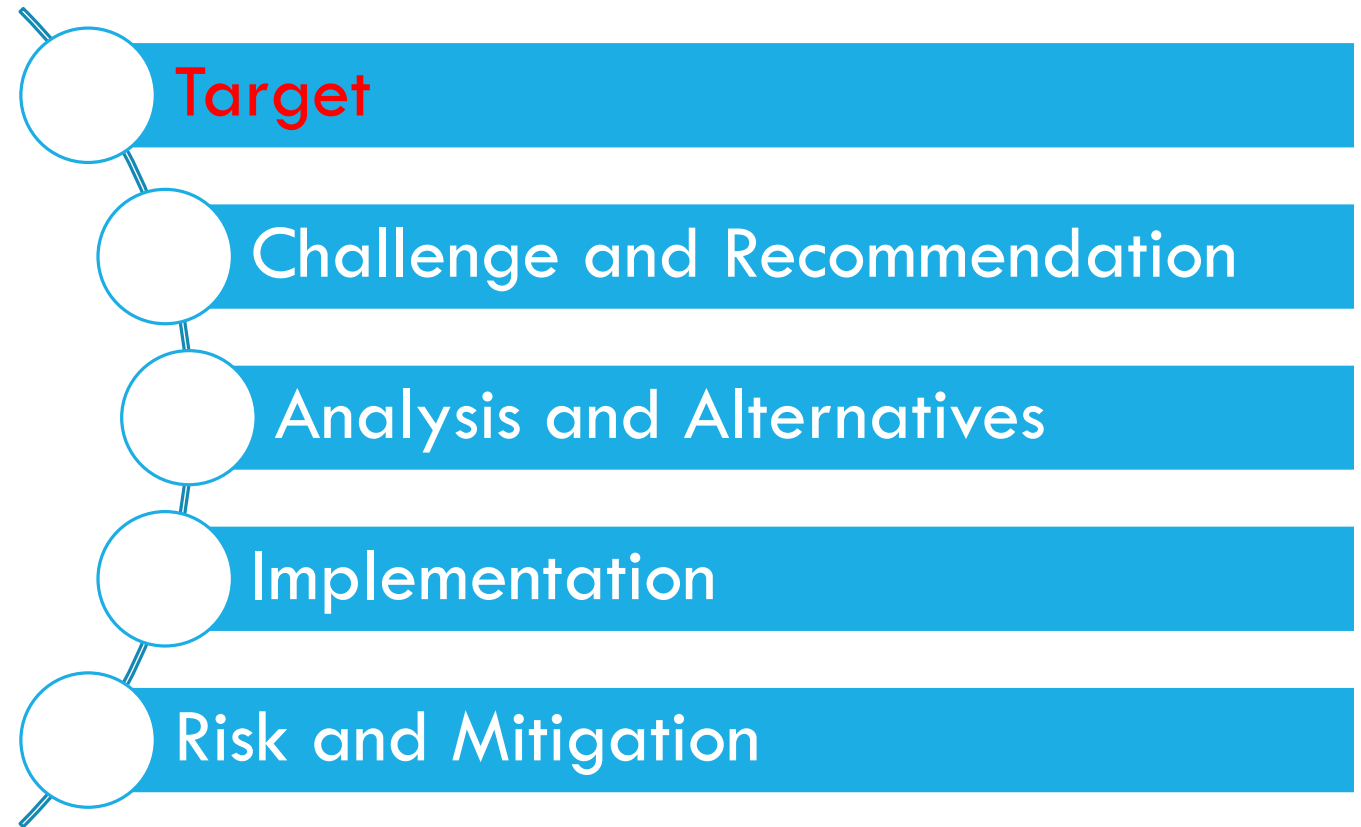 Target
Challenge and Recommendation
Analysis and Alternatives
Implementation
Risk and Mitigation